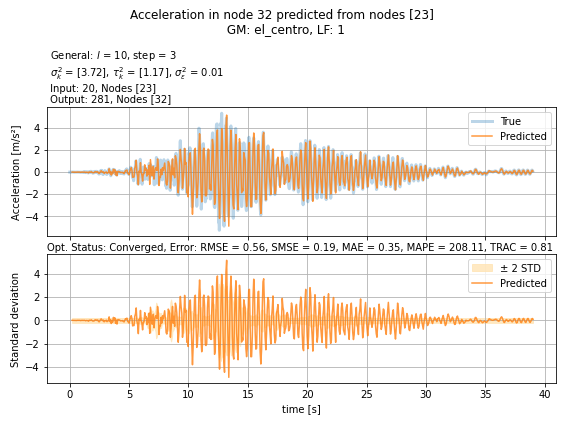 Acceleration in node 32 predicted from nodes [23]
GM: el_centro, LF: 1
General: l = 10, step = 3
σ²ₖ = [3.72], τ²ₖ = [1.17], σ²ε = 0.01
Input: 20, Nodes [23]
Output: 281, Nodes [32]
Acceleration [m/s²]
4
2
0
−2
−4
True
Predicted
Opt. Status: Converged, Error: RMSE = 0.56, SMSE = 0.19, MAE = 0.35, MAPE = 208.11, TRAC = 0.81
Standard deviation
4
2
0
−2
−4
± 2 STD
Predicted
0 5 10 15 20 25 30 35 40
time [s]